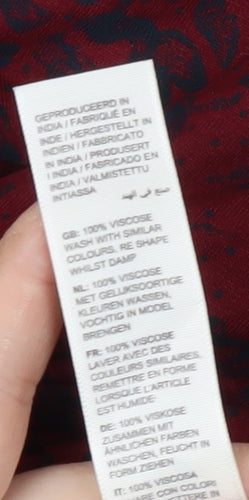 GEPRODUCEERD IN
INDIA / FABRIQUÉ EN
INDE / HERGESTELLT IN
INDIEN / FABBRICATO
IN INDIA / PRODUSERT
I INDIA / FABRICADO EN
INDIA / VALMISTETTU
INTIASSA
صنع في الهند
GB: 100% VISCOSE
WASH WITH SIMILAR
COLOURS, RE SHAPE
WHILST DAMP
NL: 100% VISCOSE
MET GELIJKSOORTIGE
KLEUREN WASSEN,
VOCHTIG IN MODEL
BRENGEN
FR: 100% VISCOSE
LAVER AVEC DES
COULEURS SIMILAIRES,
REMETTRE EN FORME
LORSQUE L'ARTICLE
EST HUMIDE
DE: 100% VISKOSE
ZUSAMMEN MIT
ÄHNLICHEN FARBEN
WASCHEN, FEUCHT IN
FORM ZIEHEN
IT: 100% VISCOSA
CON COLORI